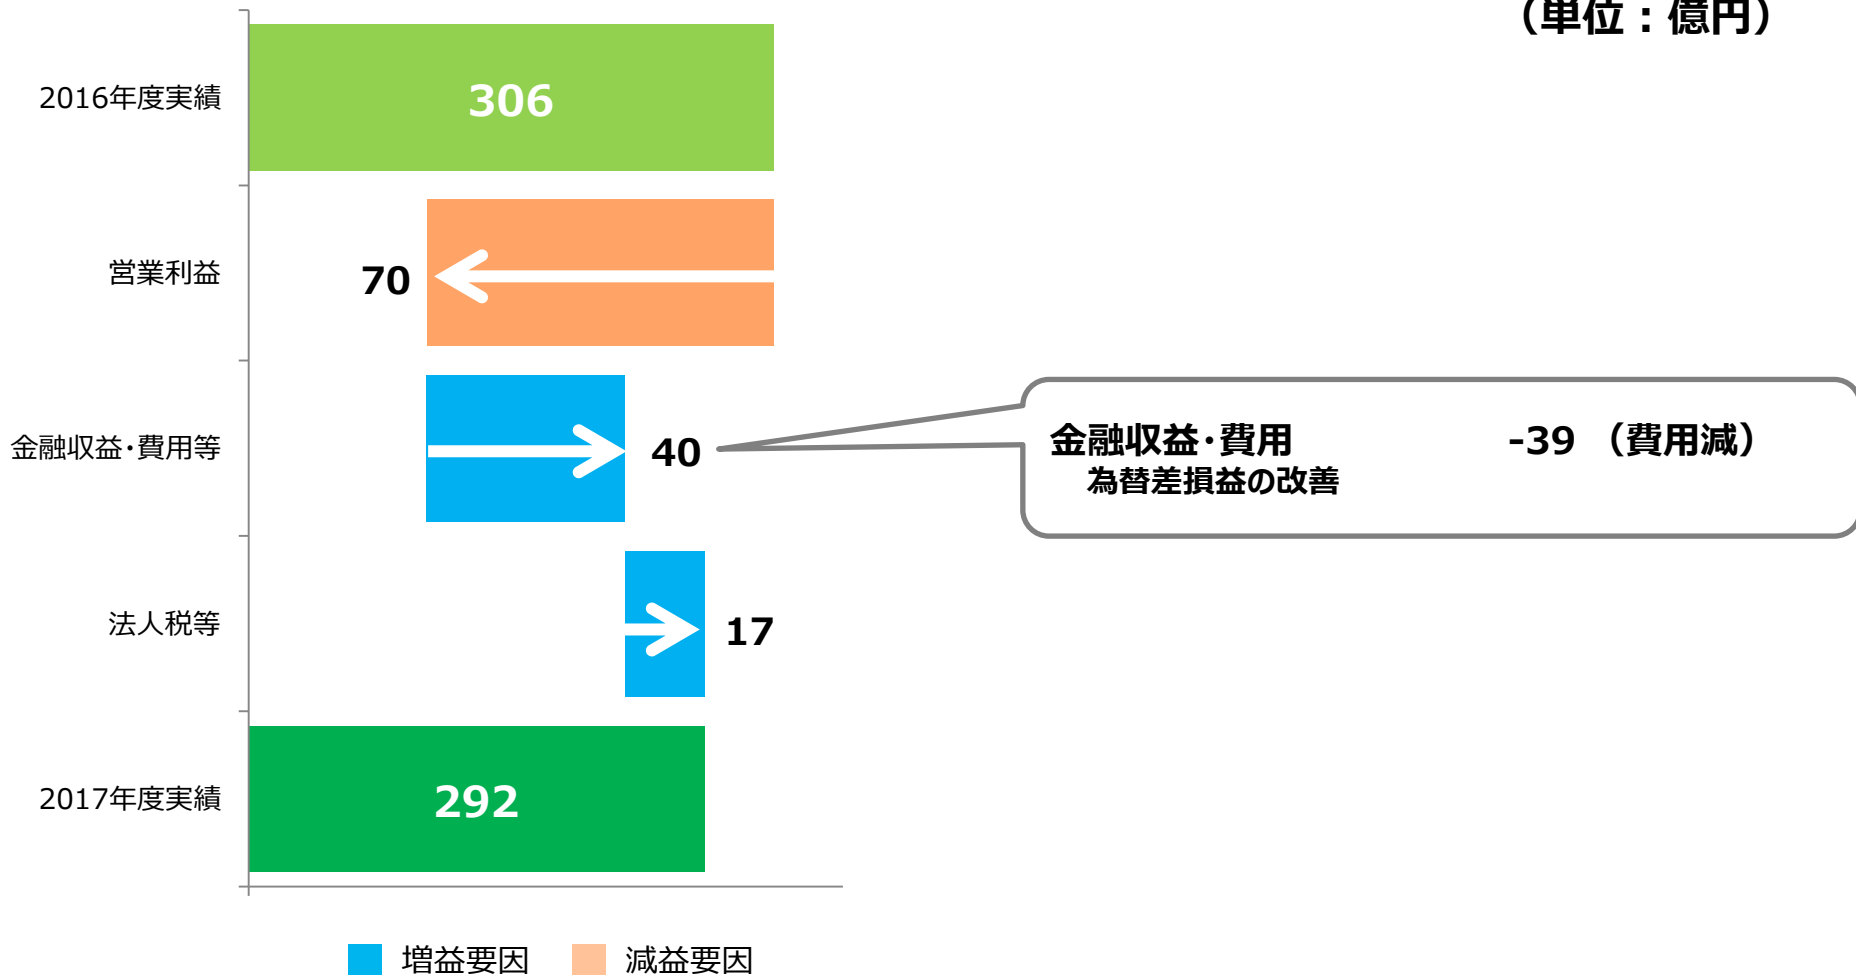 （単位：億円）
2016年度実績
306
営業利益
70
金融収益･費用等
40
金融収益･費用 -39 （費用減）
為替差損益の改善
法人税等
17
2017年度実績
292
増益要因 減益要因